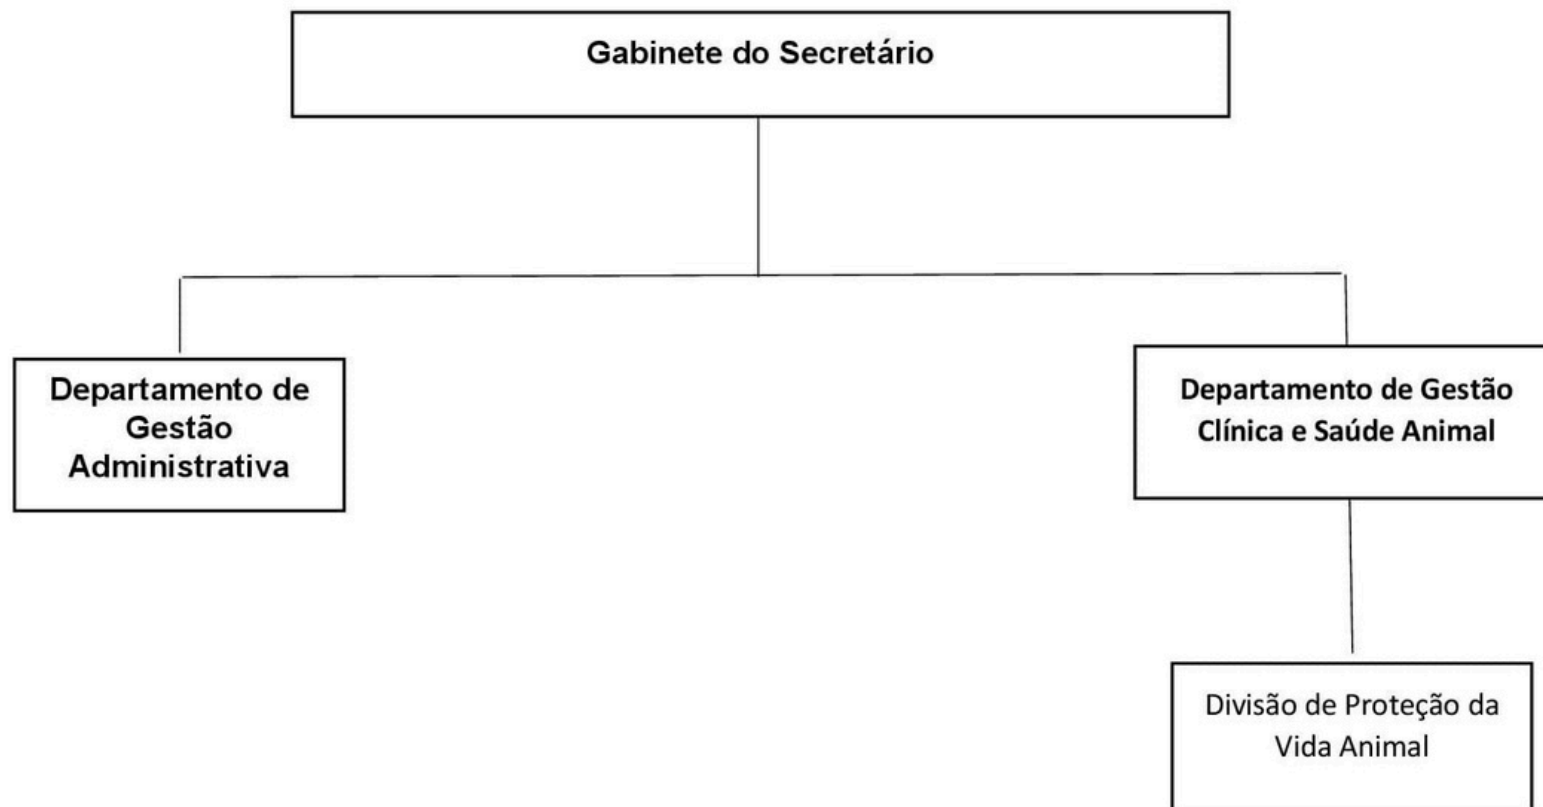 Gabinete do Secretário
Departamento de
Gestão
Administrativa
Departamento de Gestão
Clínica e Saúde Animal
Divisão de Proteção da
Vida Animal